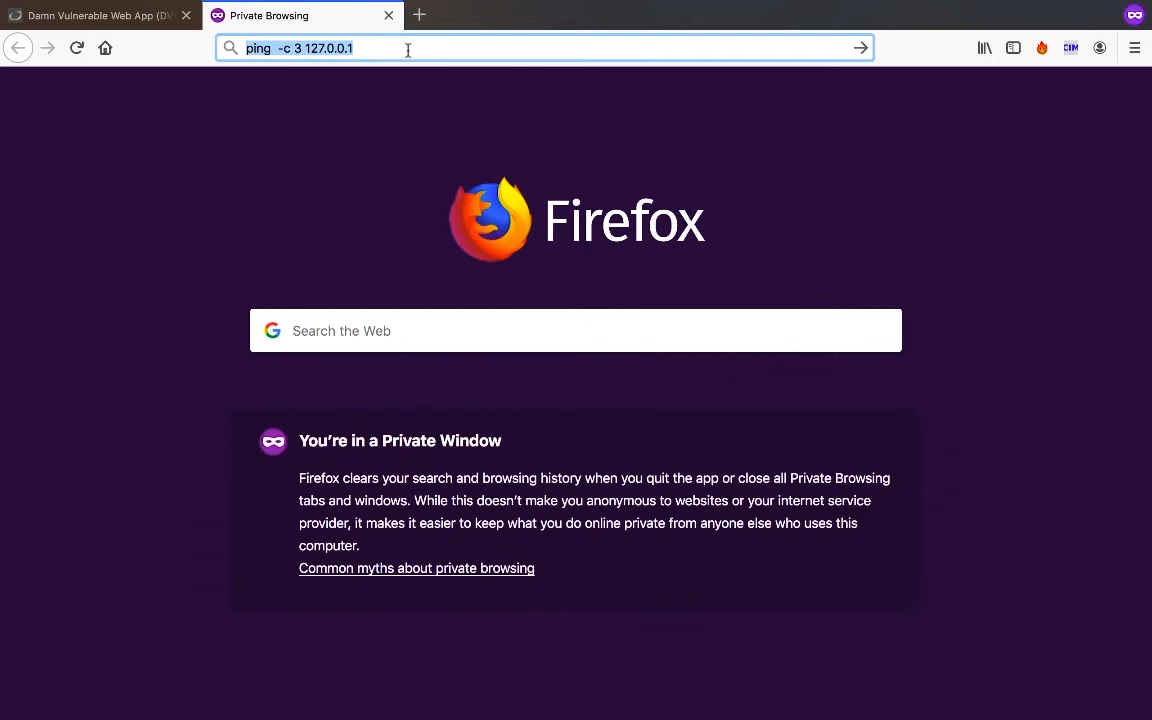 Damn Vulnerable Web App (DV
Private Browsing
ping  -c 3 127.0.0.1
CIM
Firefox
Search the Web
You're in a Private Window
Firefox clears your search and browsing history when you quit the app or close all Private Browsing
tabs and windows. While this doesn't make you anonymous to websites or your internet service
provider, it makes it easier to keep what you do online private from anyone else who uses this
computer.
Common myths about private browsing